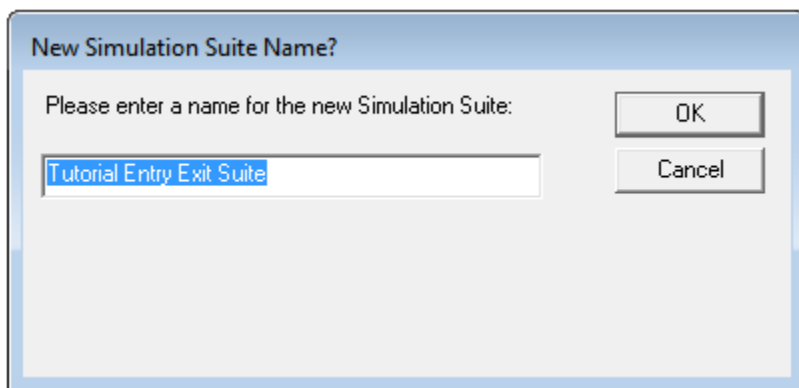 New Simulation Suite Name?
Please enter a name for the new Simulation Suite:
OK
Tutorial Entry Exit Suite
Cancel